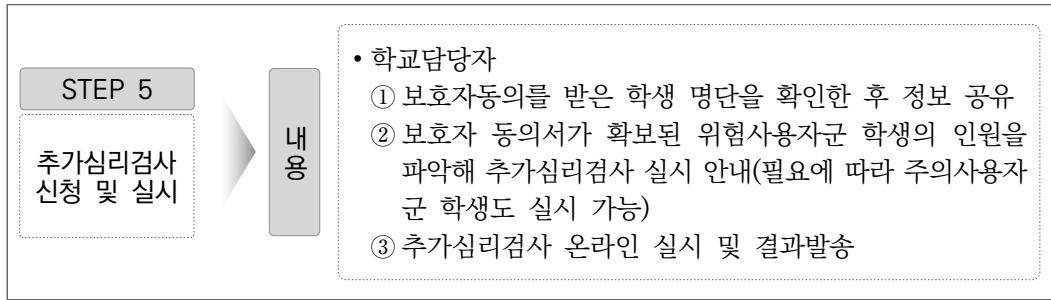 STEP 5
추가심리검사
신청 및 실시
내
용
• 학교담당자
① 보호자동의를 받은 학생 명단을 확인한 후 정보 공유
② 보호자 동의서가 확보된 위험사용자군 학생의 인원을
파악해 추가심리검사 실시 안내(필요에 따라 주의사용자
군 학생도 실시 가능)
③ 추가심리검사 온라인 실시 및 결과발송